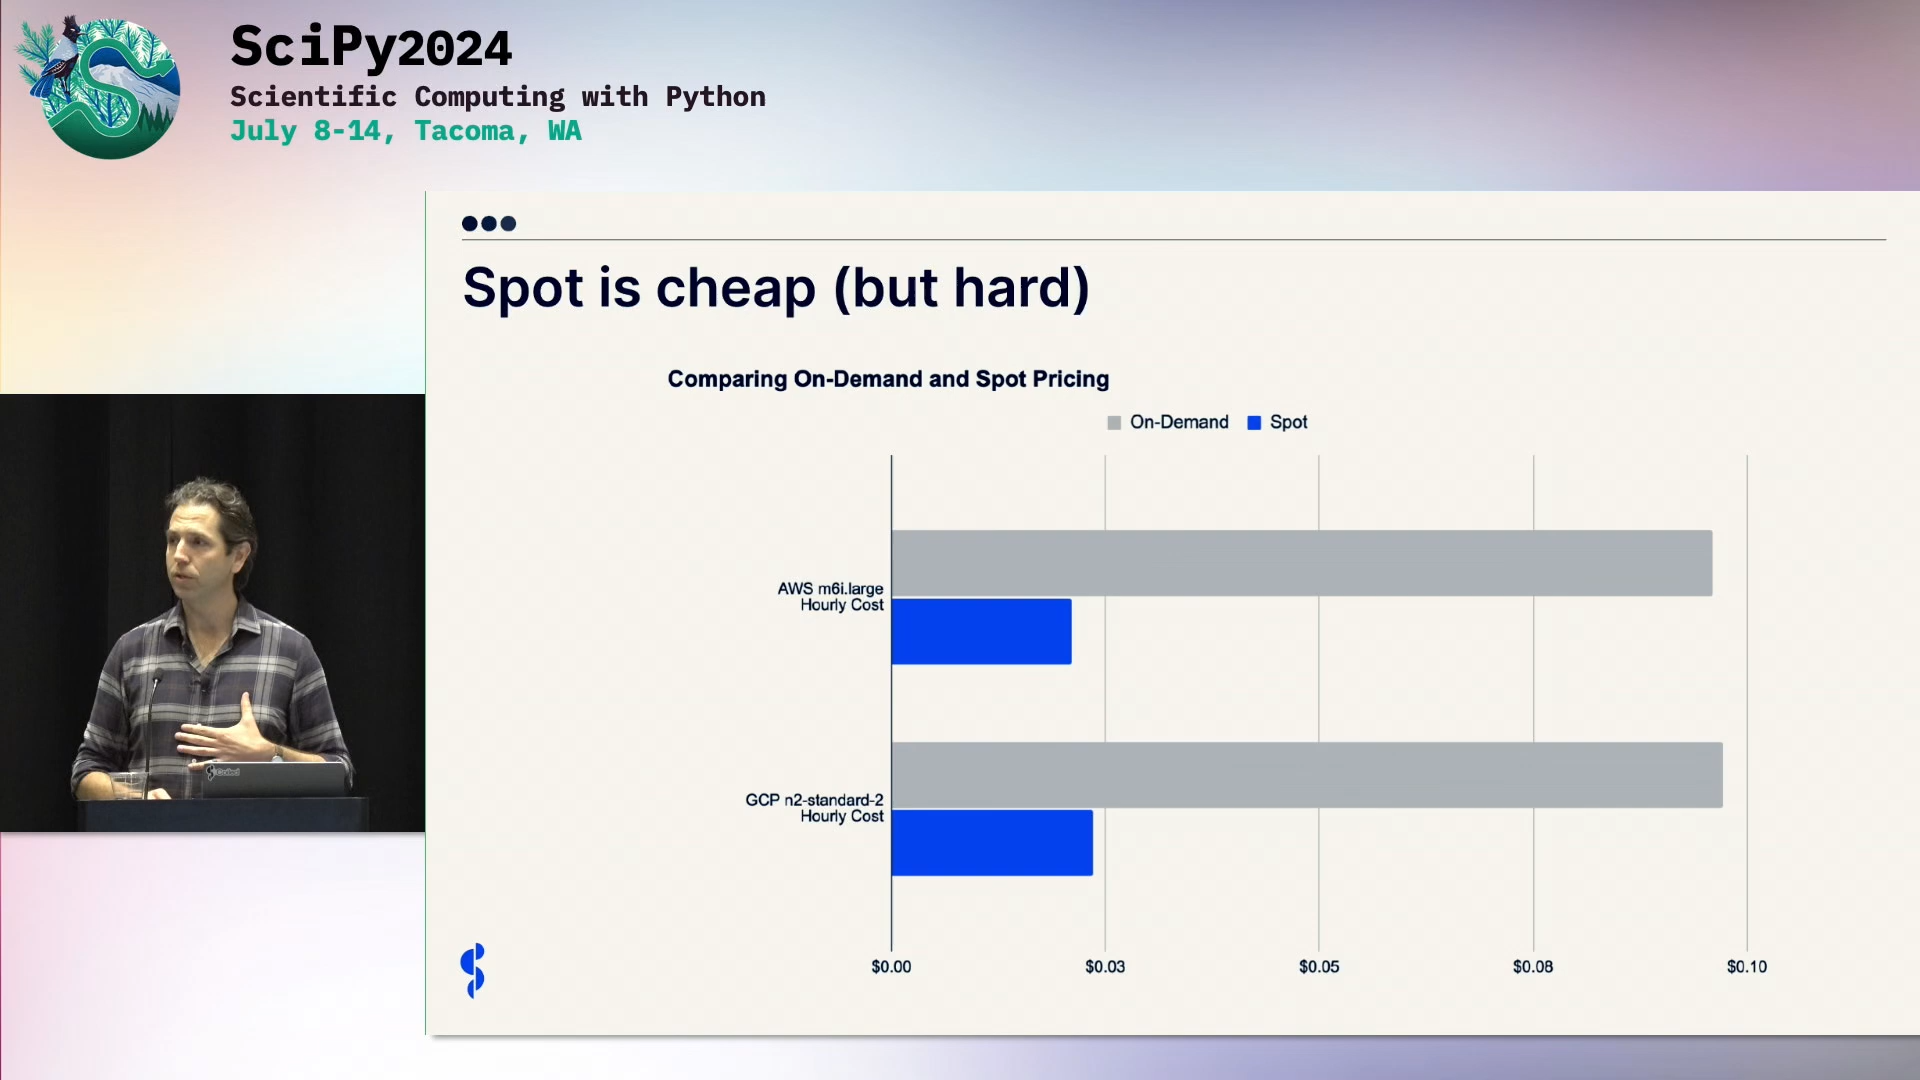 SciPy2024
Scientific Computing with Python
July 8-14, Tacoma, WA
Spot is cheap (but hard)
Comparing On-Demand and Spot Pricing
On-Demand
Spot
AWS m6i.large
Hourly Cost
GCP n2-standard-2
Hourly Cost
$0.00
$0.03
$0.05
$0.08
$0.10